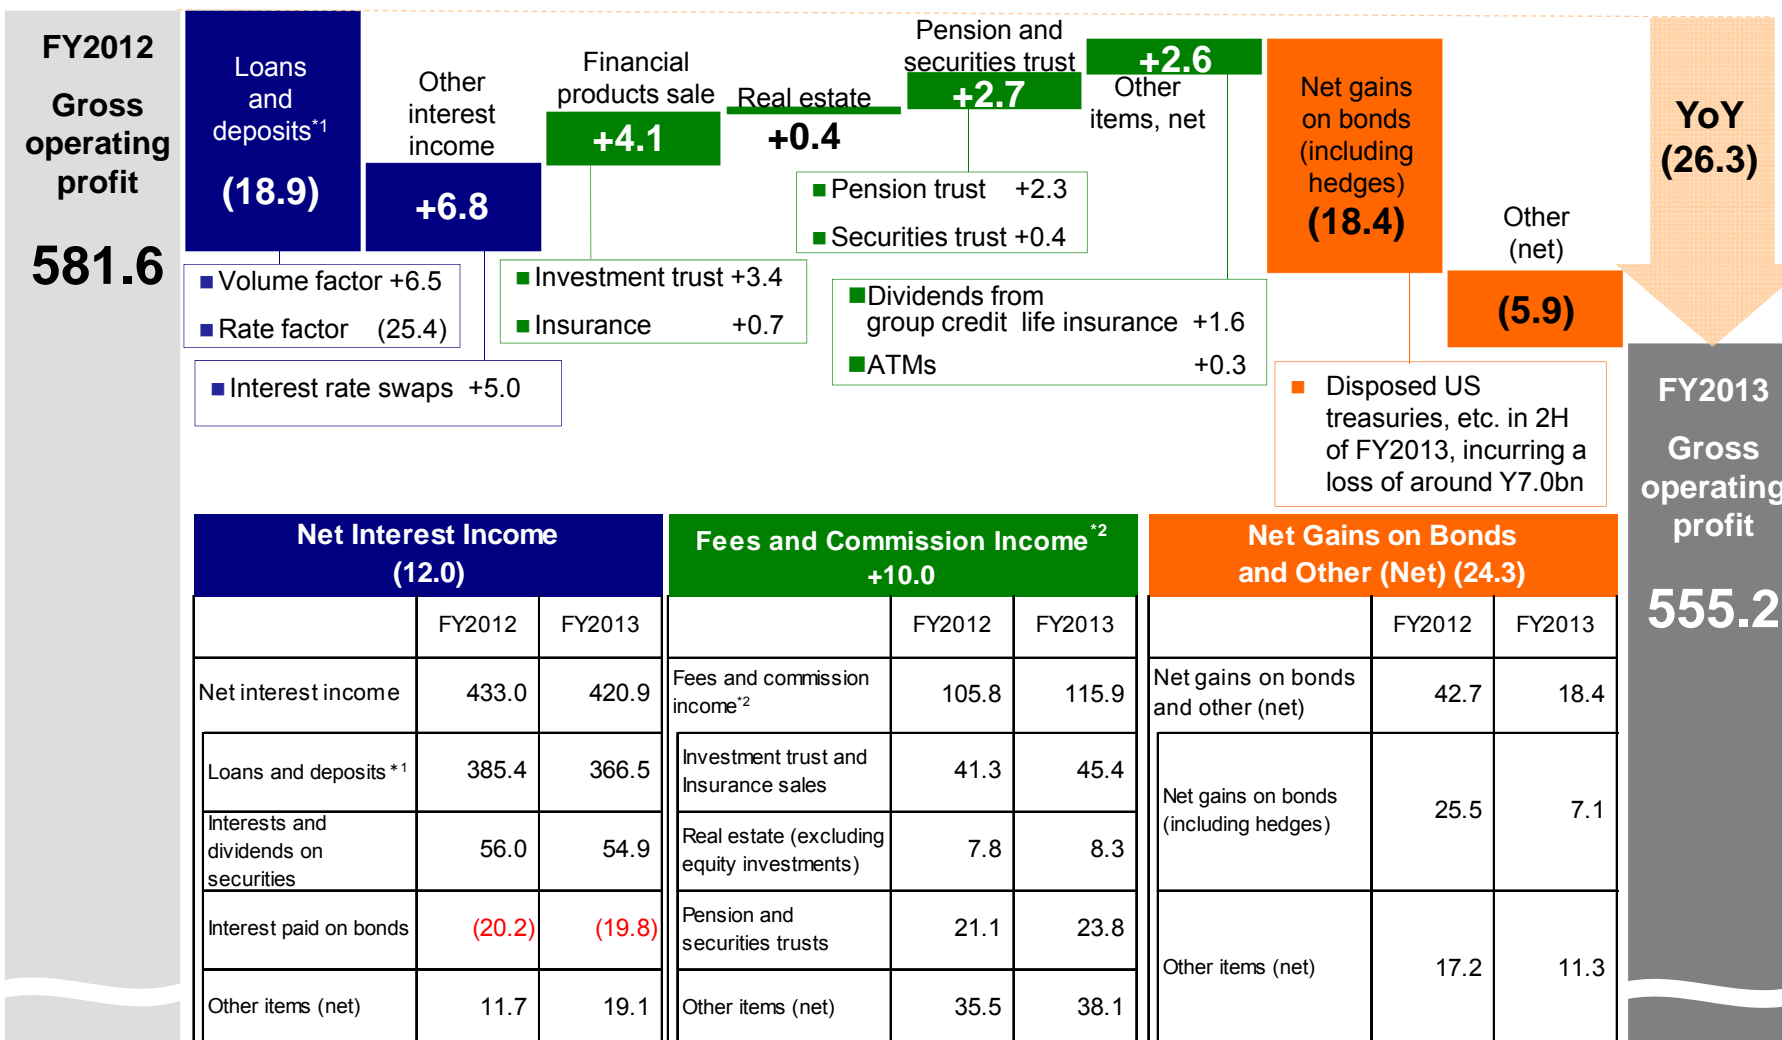 FY2012
Gross
operating
profit
581.6
Loans
and
deposits*1
(18.9)
Other
interest
income
+6.8
Financial
products sale
+4.1
Real estate
+0.4
Pension and
securities trust
+2.7
+2.6
Other
items, net
Net gains
on bonds
(including
hedges)
(18.4)
Other
(net)
(5.9)
YoY
(26.3)
■ Volume factor +6.5
■ Rate factor (25.4)
■ Interest rate swaps +5.0
■ Investment trust +3.4
■ Insurance +0.7
■ Pension trust +2.3
■ Securities trust +0.4
■ Dividends from
group credit life insurance +1.6
■ ATMs +0.3
■ Disposed US
treasuries, etc. in 2H
of FY2013, incurring a
loss of around Y7.0bn
FY2013
Gross
operating
profit
555.2
Net Interest Income
(12.0)
FY2012 FY2013
Net interest income 433.0 420.9
Loans and deposits *1 385.4 366.5
Interests and
dividends on
securities 56.0 54.9
Interest paid on bonds (20.2) (19.8)
Other items (net) 11.7 19.1
Fees and Commission Income*2
+10.0
FY2012 FY2013
Fees and commission
income*2 105.8 115.9
Investment trust and
Insurance sales 41.3 45.4
Real estate (excluding
equity investments) 7.8 8.3
Pension and
securities trusts 21.1 23.8
Other items (net) 35.5 38.1
Net Gains on Bonds
and Other (Net) (24.3)
FY2012 FY2013
Net gains on bonds
and other (net) 42.7 18.4
Net gains on bonds
(including hedges) 25.5 7.1
Other items (net) 17.2 11.3